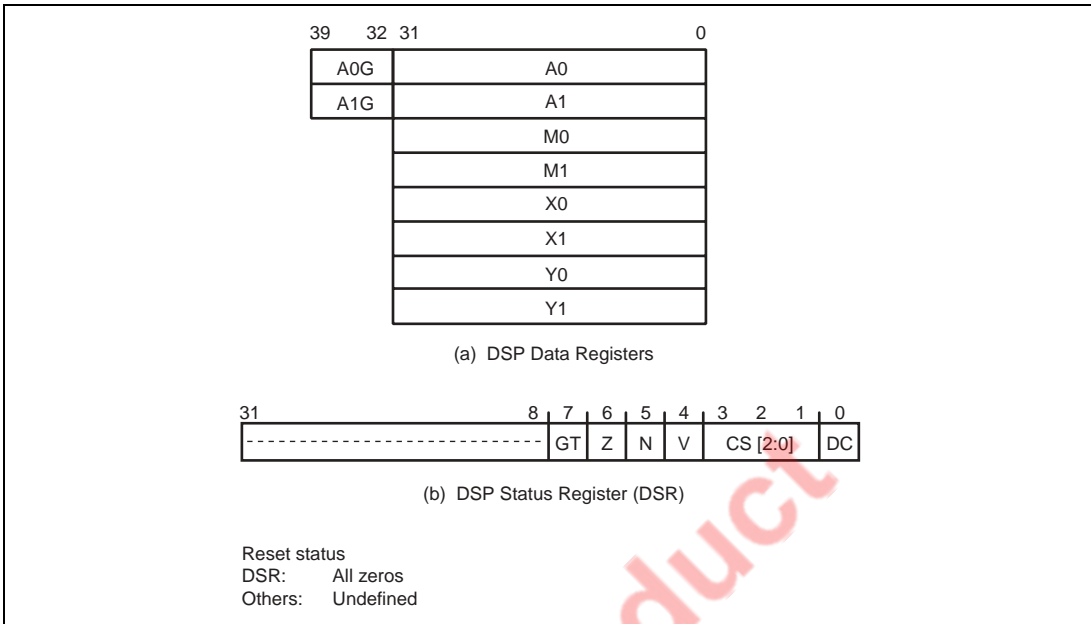 39 32 31 0
A0G A0
A1G A1
M0
M1
X0
X1
Y0
Y1
(a) DSP Data Registers
31 8 7 6 5 4 3 2 1 0
GT Z N V CS [2:0] DC
(b) DSP Status Register (DSR)
Reset status
DSR: All zeros
Others: Undefined
duct